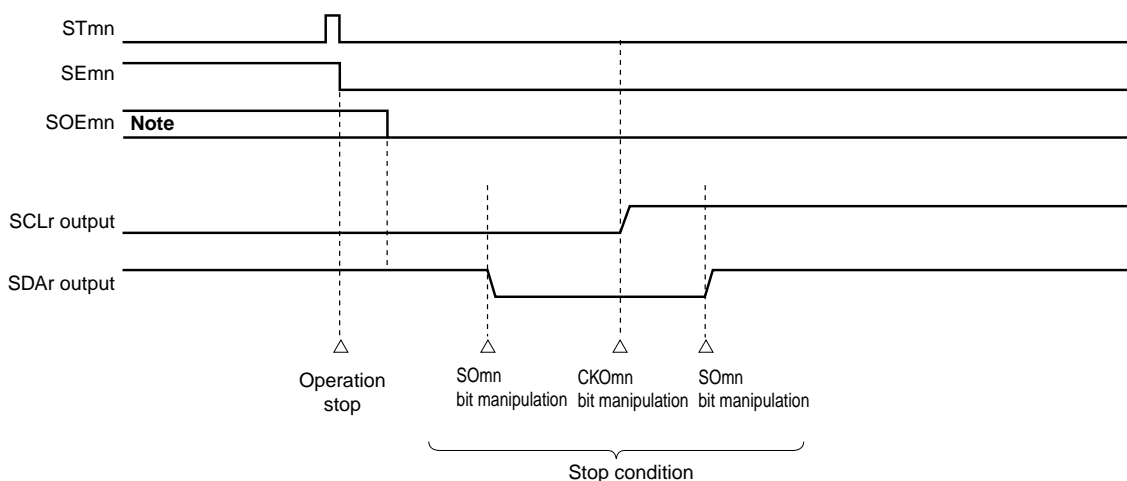 STmn
SEmn
SOEmn Note
SCLr output
SDAr output
Operation
stop
SOmn
bit manipulation
CKOmn
bit manipulation
SOmn
bit manipulation
Stop condition